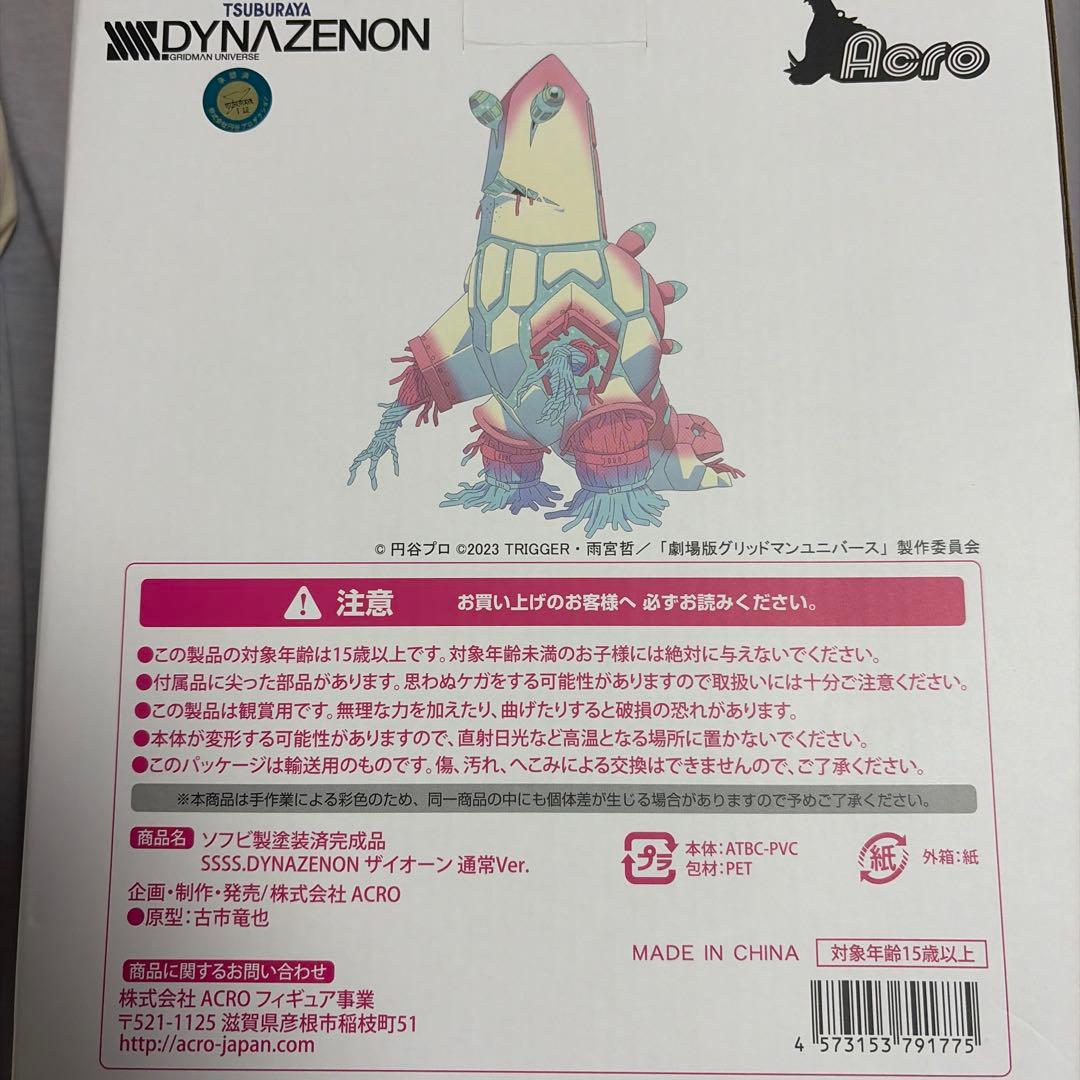 TSUBURAYA
DYNAZENON
GRIDMAN UNIVERSE
Acro
© 円谷プロ ©2023 TRIGGER・雨宮哲／「劇場版グリッドマンユニバース」製作委員会
注意 お買い上げのお客様へ 必ずお読みください。
●この製品の対象年齢は15歳以上です。対象年齢未満のお子様には絶対に与えないでください。
●付属品に尖った部品があります。思わぬケガをする可能性がありますので取扱いには十分ご注意ください。
●この製品は観賞用です。無理な力を加えたり、曲げたりすると破損の恐れがあります。
●本体が変形する可能性がありますので、直射日光など高温となる場所に置かないでください。
●このパッケージは輸送用のものです。傷、汚れ、へこみによる交換はできませんので、ご了承ください。
※本商品は手作業による彩色のため、同一商品の中にも個体差が生じる場合がありますので予めご了承ください。
商品名 ソフビ製塗装済完成品
SSSS.DYNAZENON ザイオーン 通常Ver.
企画・制作・発売/株式会社 ACRO
●原型：古市竜也
プラ 本体：ATBC-PVC
包材：PET
紙 外箱：紙
MADE IN CHINA 対象年齢15歳以上
商品に関するお問い合わせ
株式会社 ACRO フィギュア事業
〒521-1125 滋賀県彦根市稲枝町51
http://acro-japan.com
4 573153 791775